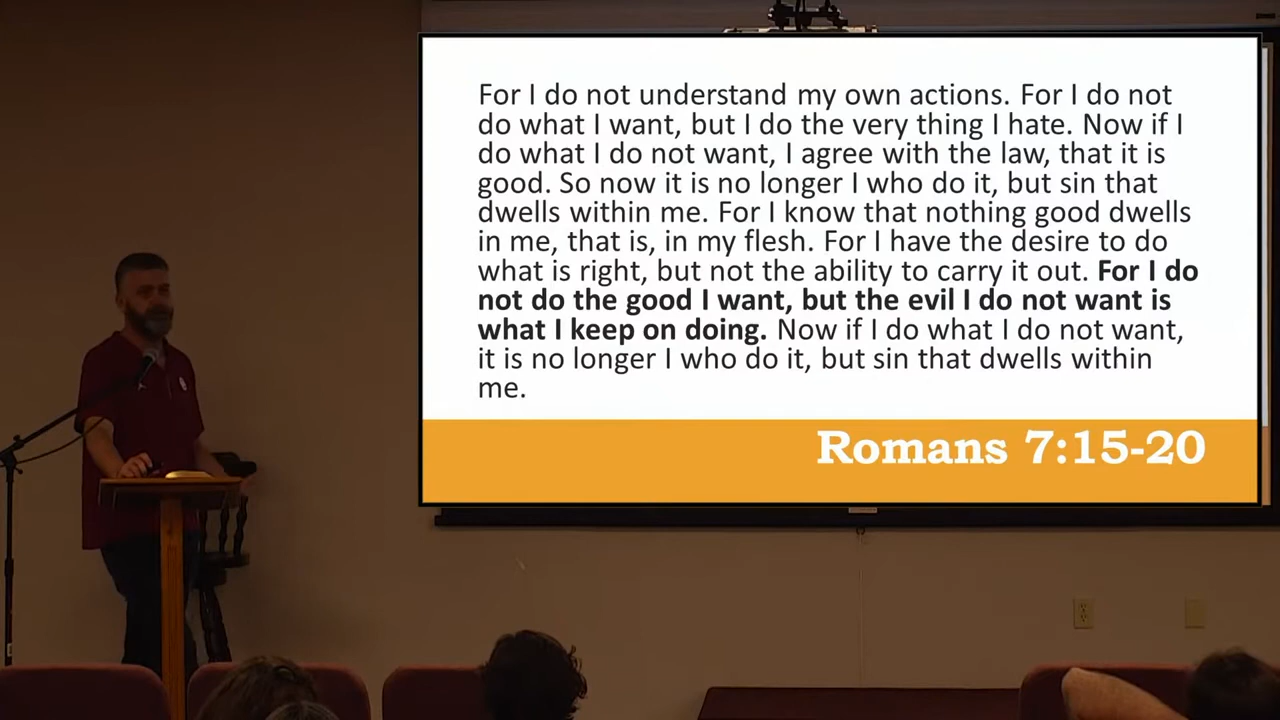 For I do not understand my own actions. For I do not
do what I want, but I do the very thing I hate. Now if I
do what I do not want, I agree with the law, that it is
good. So now it is no longer I who do it, but sin that
dwells within me. For I know that nothing good dwells
in me, that is, in my flesh. For I have the desire to do
what is right, but not the ability to carry it out. For I do
not do the good I want, but the evil I do not want is
what I keep on doing. Now if I do what I do not want,
it is no longer I who do it, but sin that dwells within
me.
Romans 7:15-20